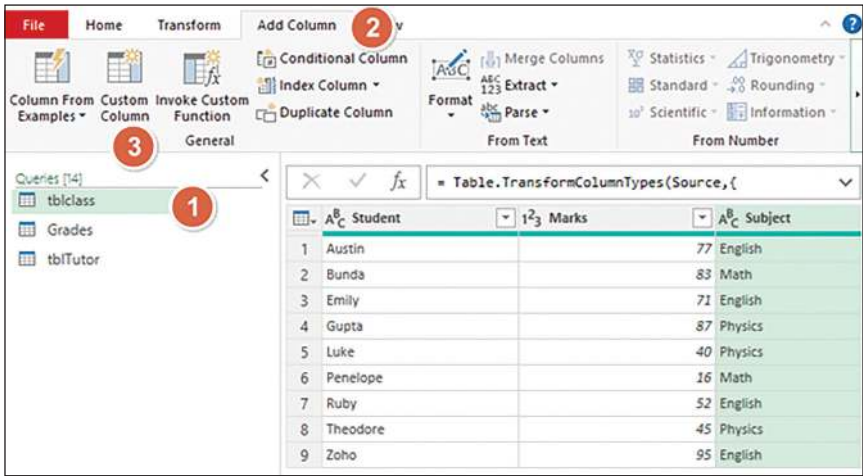 File Home Transform Add Column 2 v
Conditional Column
Index Column
Duplicate Column
Column From Examples
Custom Column
Invoke Custom Function
General
Format
Merge Columns
Extract
Parse
From Text
Statistics
Standard
Scientific
Trigonometry
Rounding
Information
From Number
3
Queries [14]
tblclass 1
Grades
tblTutor
fx = Table.TransformColumnTypes(Source,{
Student Marks Subject
1 Austin 77 English
2 Bunda 83 Math
3 Emily 71 English
4 Gupta 87 Physics
5 Luke 40 Physics
6 Penelope 16 Math
7 Ruby 52 English
8 Theodore 45 Physics
9 Zoho 95 English